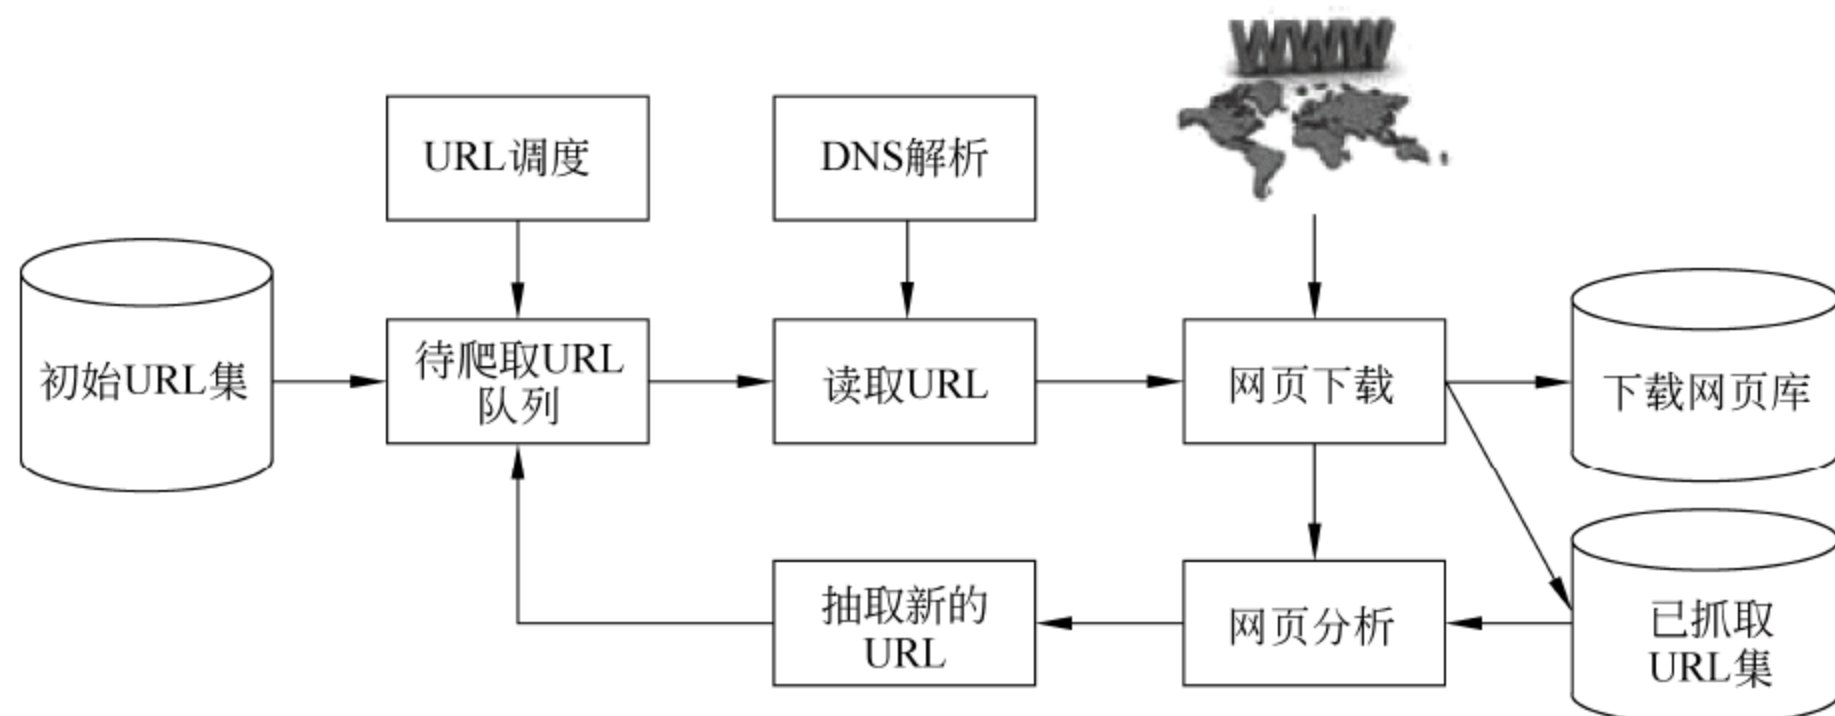 WWW
URL调度
DNS解析
初始URL集
待爬取URL
队列
读取URL
网页下载
下载网页库
抽取新的
URL
网页分析
已抓取
URL集